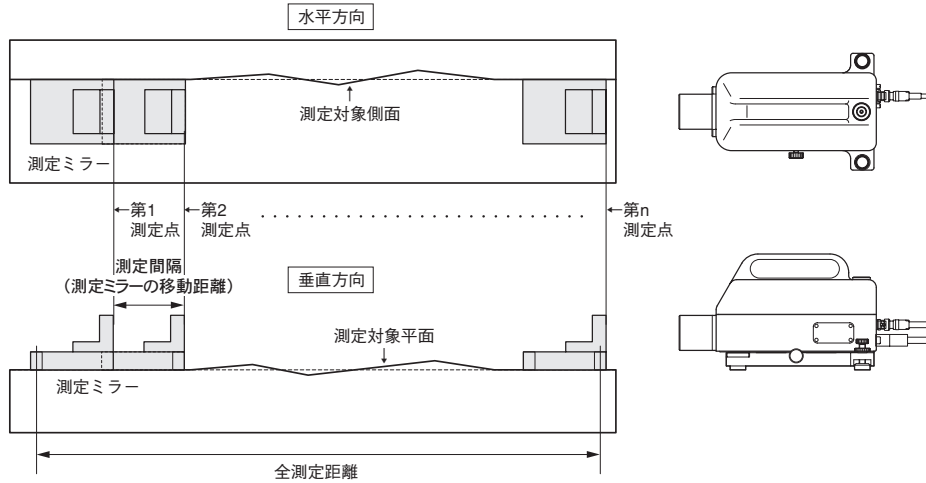 水平方向
測定対象側面
測定ミラー
第1
測定点
第2
測定点
第n
測定点
測定間隔
（測定ミラーの移動距離）
垂直方向
測定対象平面
測定ミラー
全測定距離